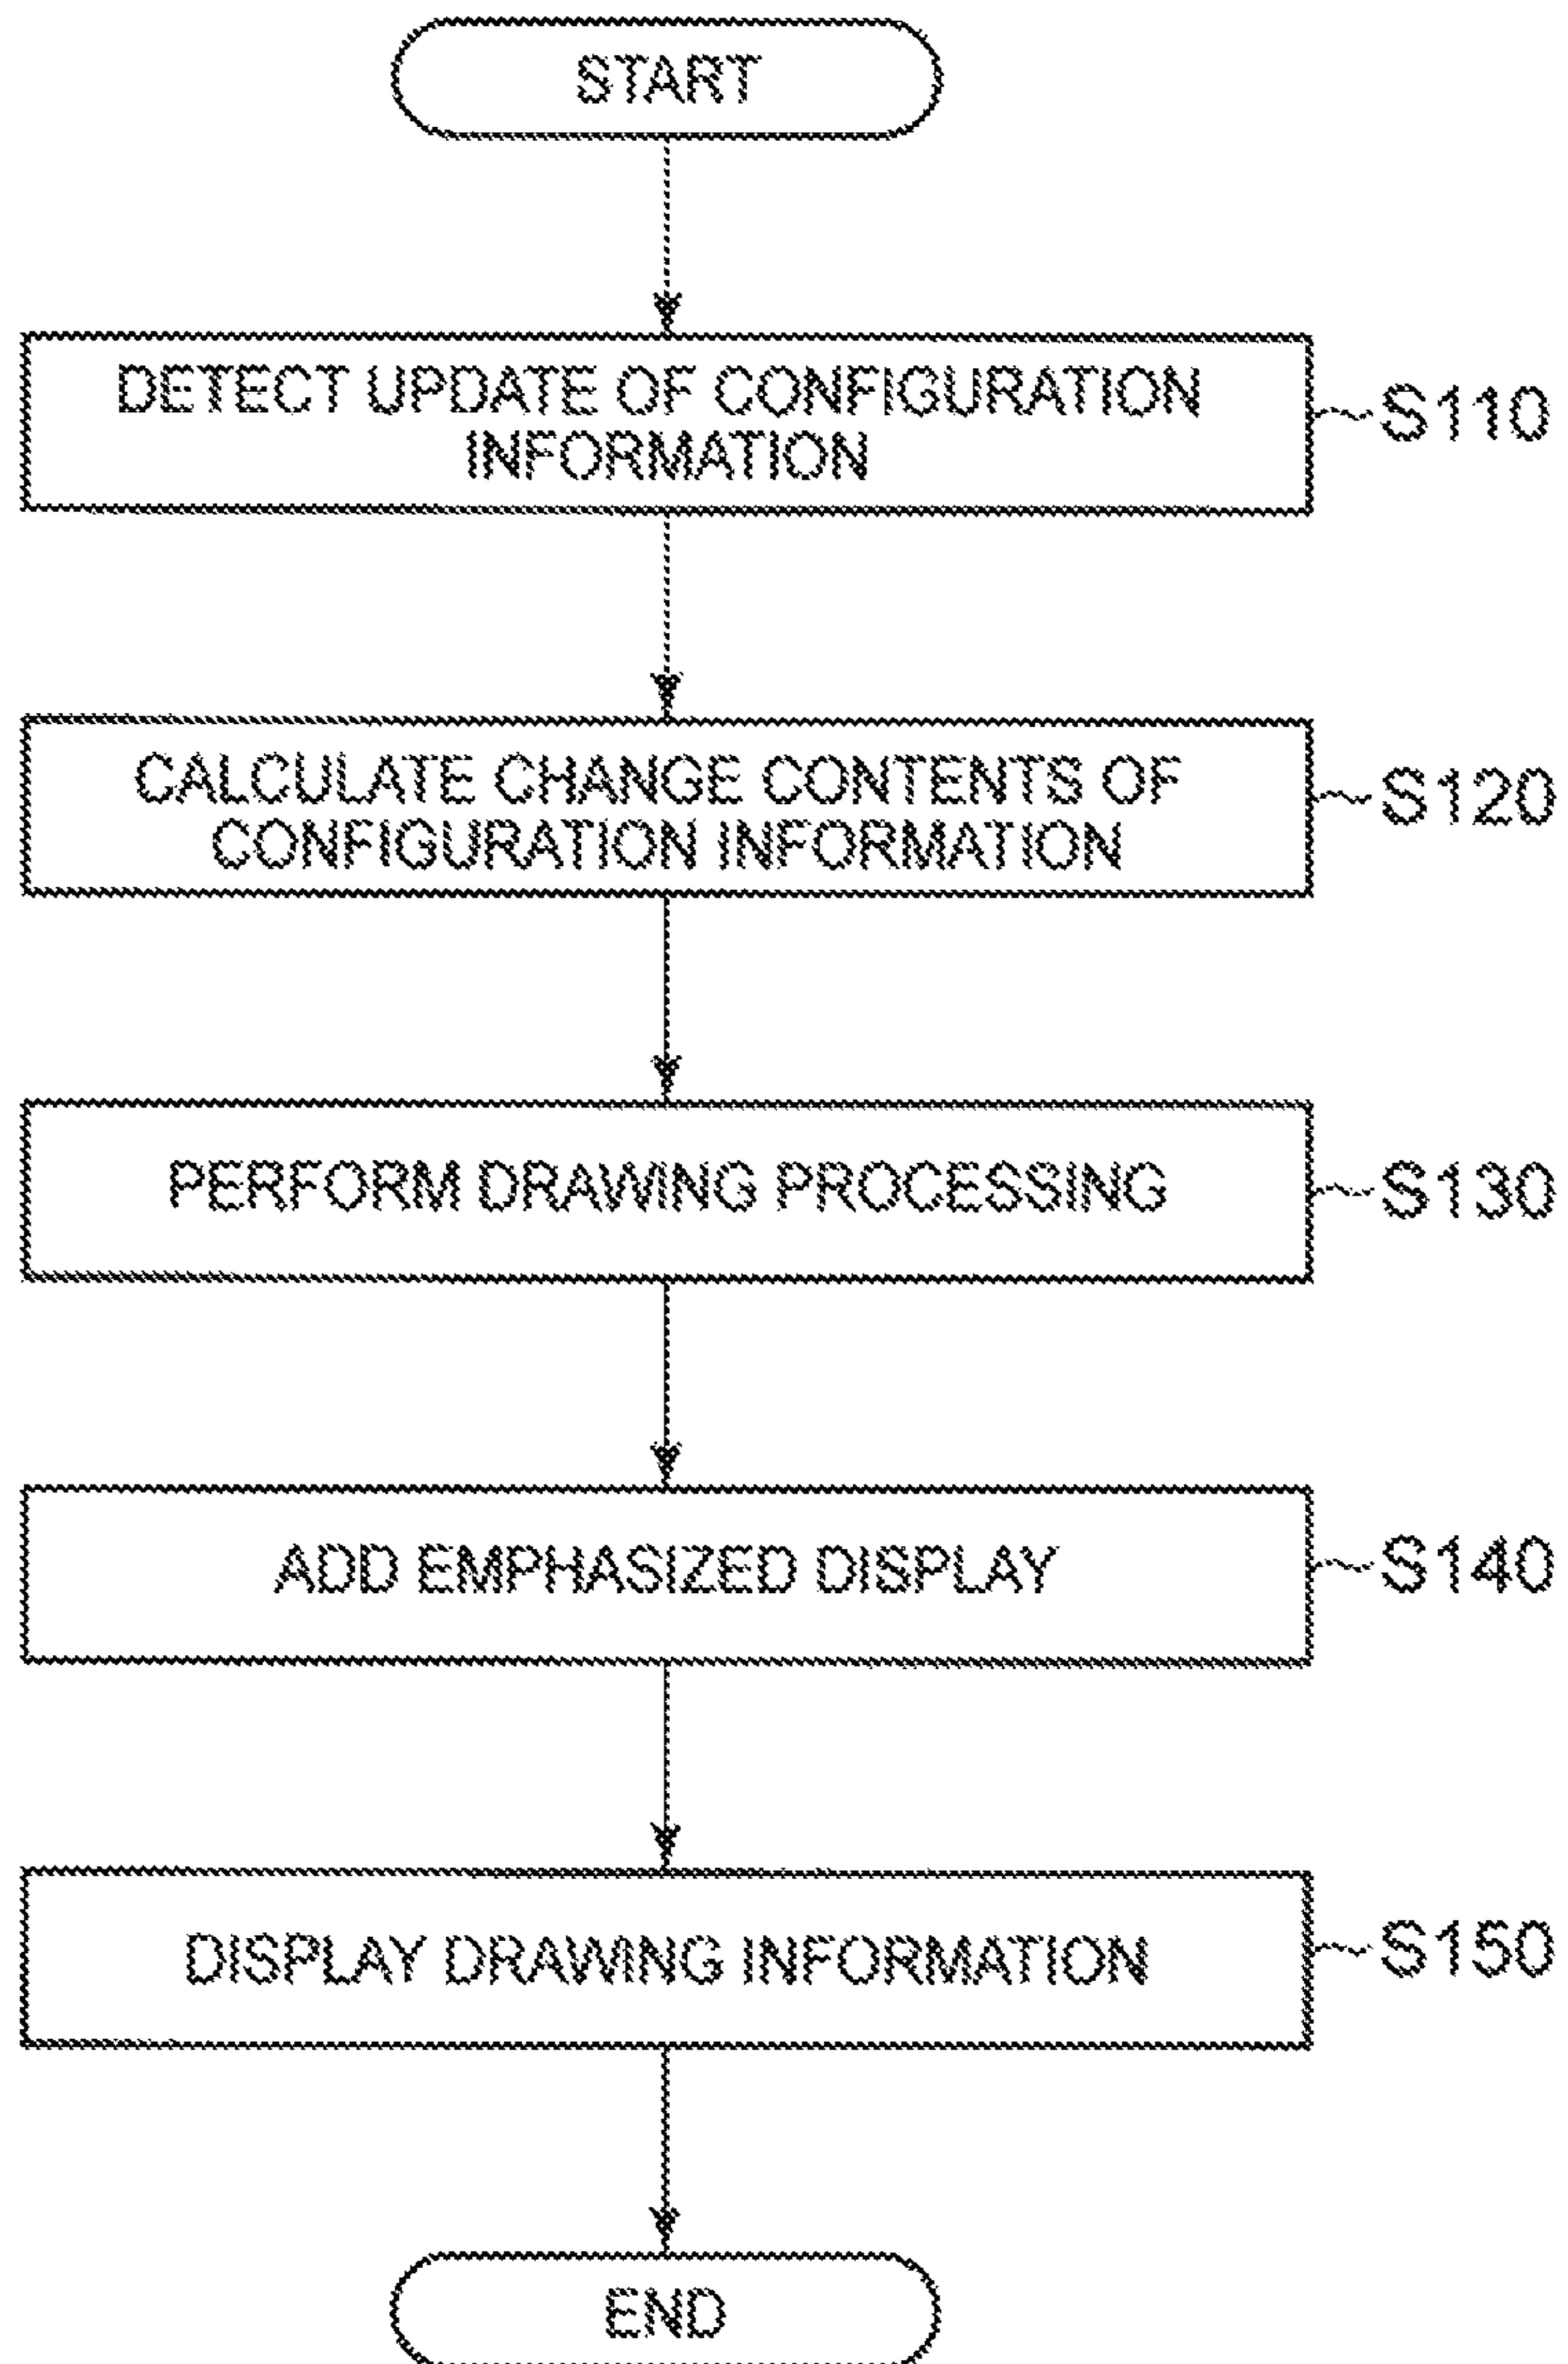 START
DETECT UPDATE OF CONFIGURATION
INFORMATION
S110
CALCULATE CHANGE CONTENTS OF
CONFIGURATION INFORMATION
S120
PERFORM DRAWING PROCESSING
S130
ADD EMPHASIZED DISPLAY
S140
DISPLAY DRAWING INFORMATION
S150
END